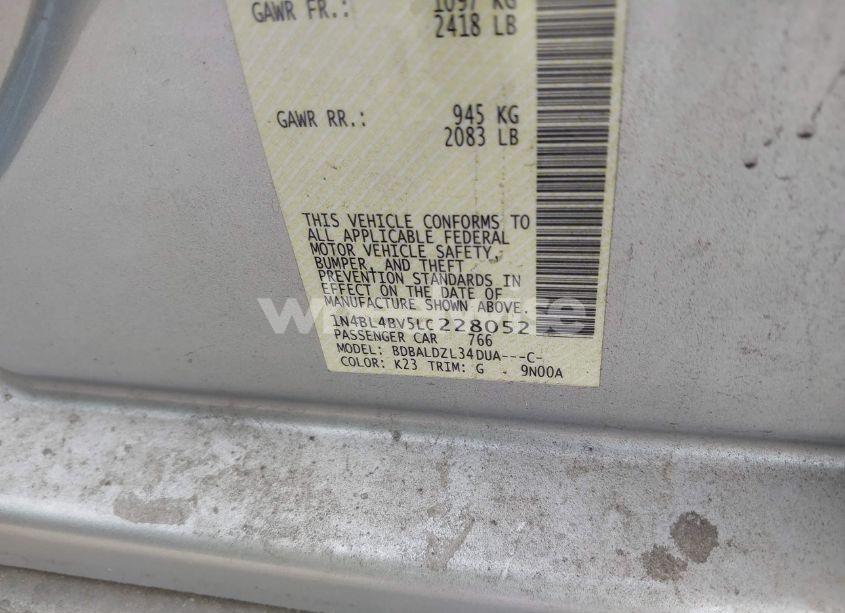 GAWR FR.: 1097 KG
2418 LB
GAWR RR.: 945 KG
2083 LB
THIS VEHICLE CONFORMS TO
ALL APPLICABLE FEDERAL
MOTOR VEHICLE SAFETY,
BUMPER, AND THEFT
PREVENTION STANDARDS IN
EFFECT ON THE DATE OF
MANUFACTURE SHOWN ABOVE.
1N4BL4BV5LC228052
PASSENGER CAR 766
MODEL: BDBALDZL34DUA---C-
COLOR: K23 TRIM: G - 9N00A